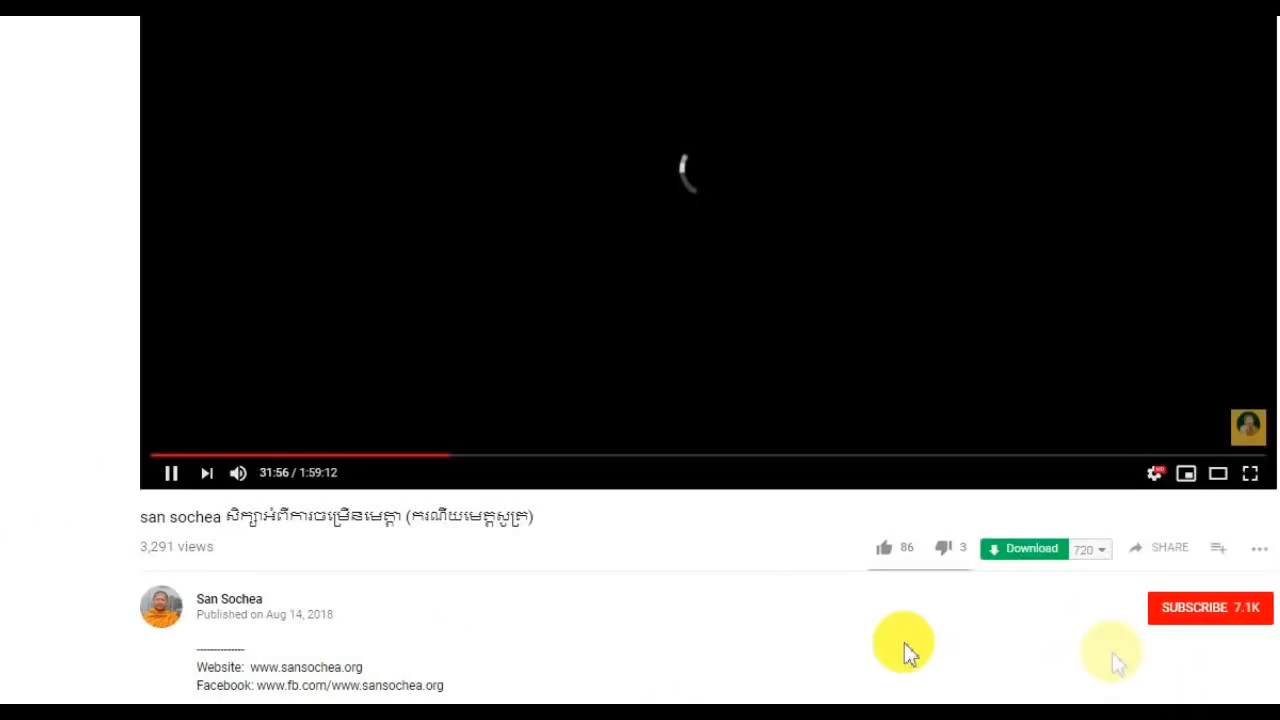 31:56 / 1:59:12
san sochea សិក្សាអំពីការចម្រើនមេត្តា (ករណីយមេត្តសូត្រ)
3,291 views
86 3 Download 720 SHARE
San Sochea
Published on Aug 14, 2018
SUBSCRIBE 7.1K
--------------
Website: www.sansochea.org
Facebook: www.fb.com/www.sansochea.org